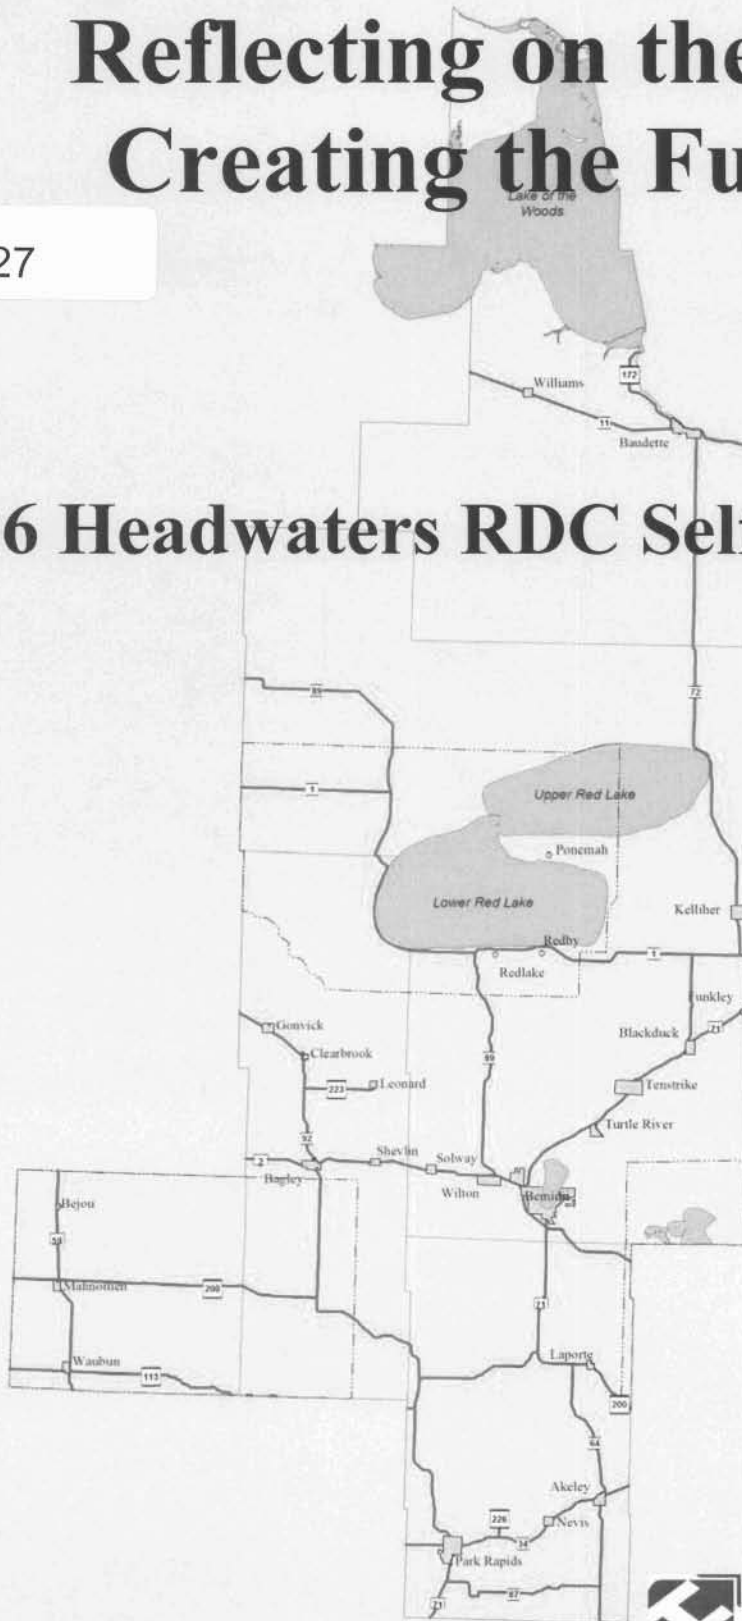 Reflecting on the
Creating the Fu
Lake of the
Woods
27
172
Williams
11
Baudette
6 Headwaters RDC Self
72
89
1
Upper Red Lake
Ponemah
Lower Red Lake
Kelliher
Redby
1
Redlake
Funkley
Gonvick
71
Blackduck
Clearbrook
89
Leonard
223
Tenstrike
Turtle River
92
Shevlin
Solway
2
Bagley
Wilton
Bemidji
Bejou
59
Mahnomen
200
71
Waubun
113
Laporte
200
64
Akeley
226
Nevis
34
Park Rapids
87
71